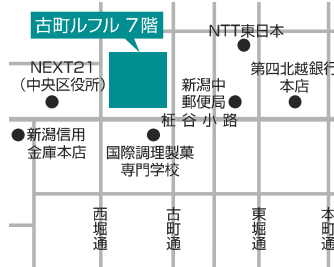 古町ルフル 7階
NTT東日本
NEXT21
（中央区役所）
第四北越銀行
本店
新潟中
郵便局
柾谷小路
新潟信用
金庫本店
国際調理製菓
専門学校
西堀通
古町通
東堀通
本町通